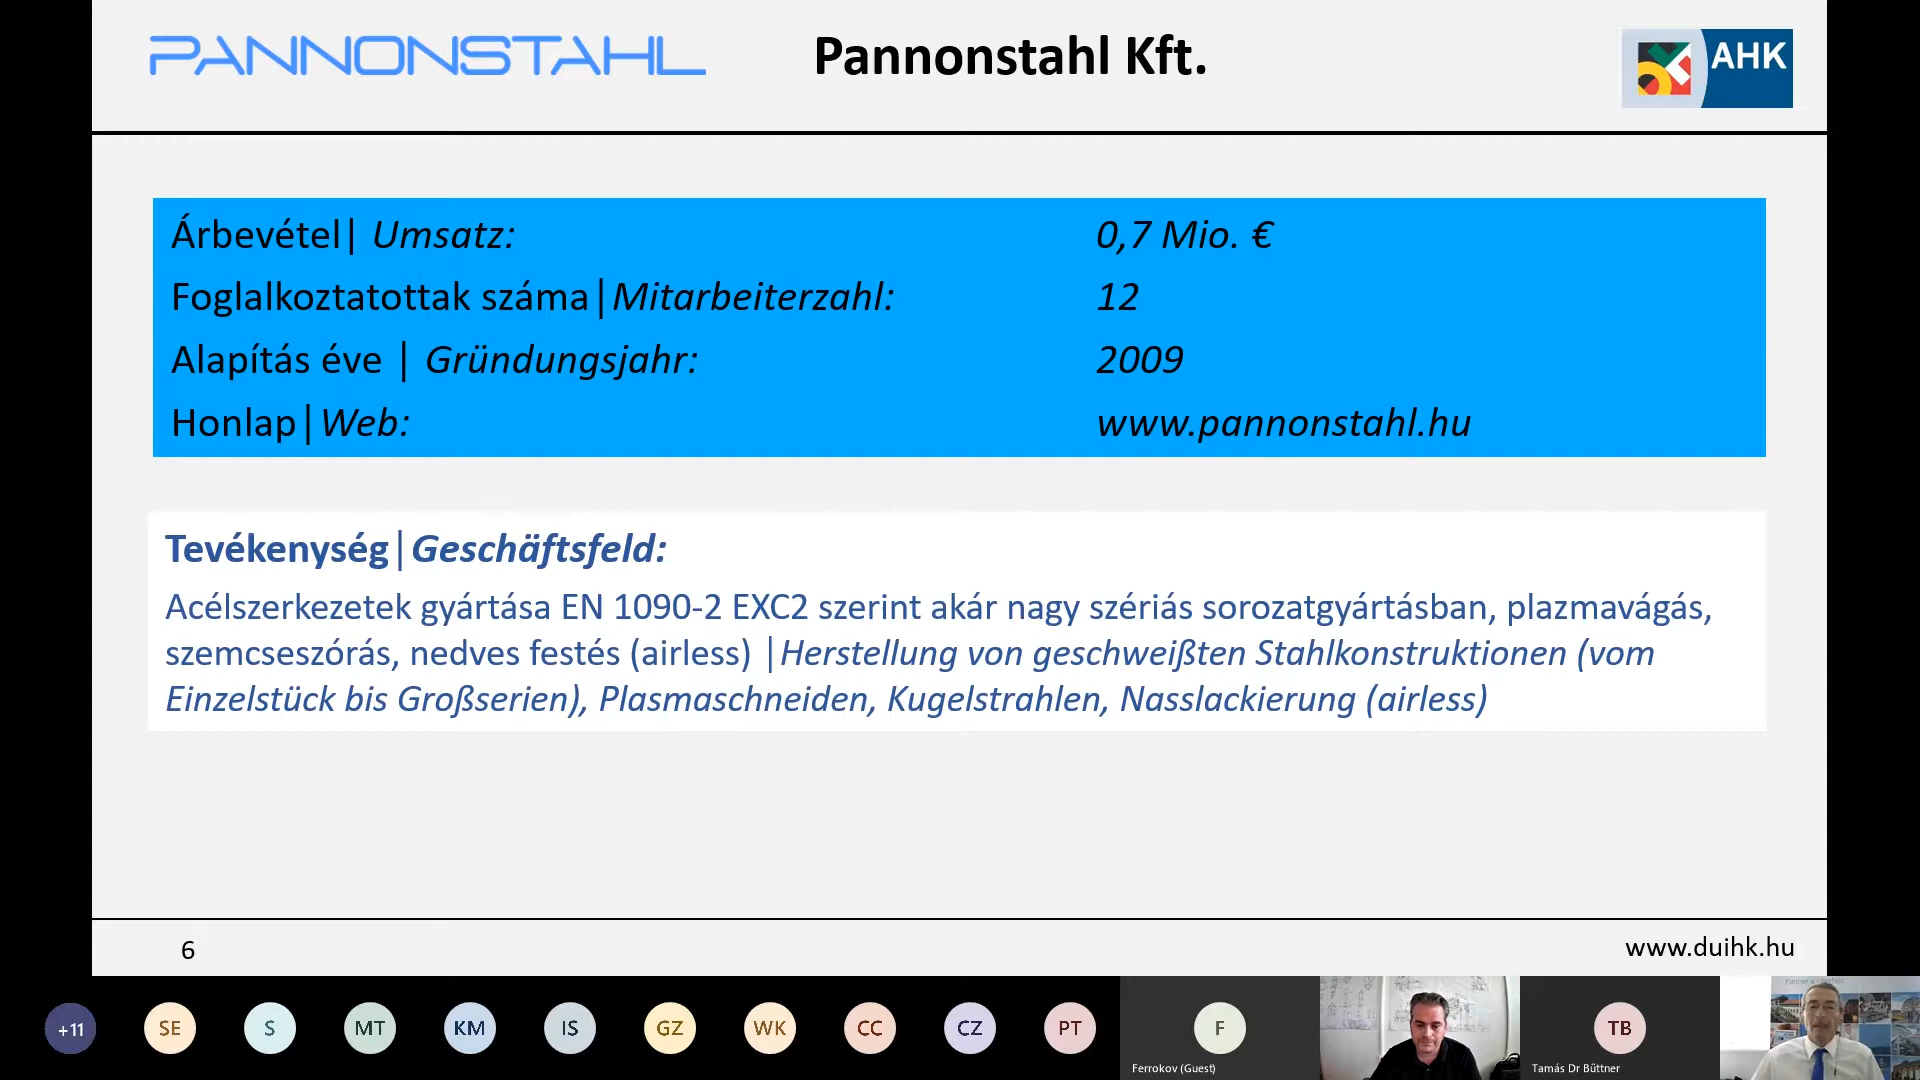 PANNONSTAHL
Pannonstahl Kft.
AHK
Árbevétel| Umsatz: 0,7 Mio. €
Foglalkoztatottak száma|Mitarbeiterzahl: 12
Alapítás éve | Gründungsjahr: 2009
Honlap|Web: www.pannonstahl.hu
Tevékenység|Geschäftsfeld:
Acélszerkezetek gyártása EN 1090-2 EXC2 szerint akár nagy szériás sorozatgyártásban, plazmavágás,
szemcseszórás, nedves festés (airless) |Herstellung von geschweißten Stahlkonstruktionen (vom
Einzelstück bis Großserien), Plasmaschneiden, Kugelstrahlen, Nasslackierung (airless)
6
www.duihk.hu
+11
SE
S
MT
KM
IS
GZ
WK
CC
CZ
PT
F
Ferrokov (Guest)
TB
Tamás Dr Büttner